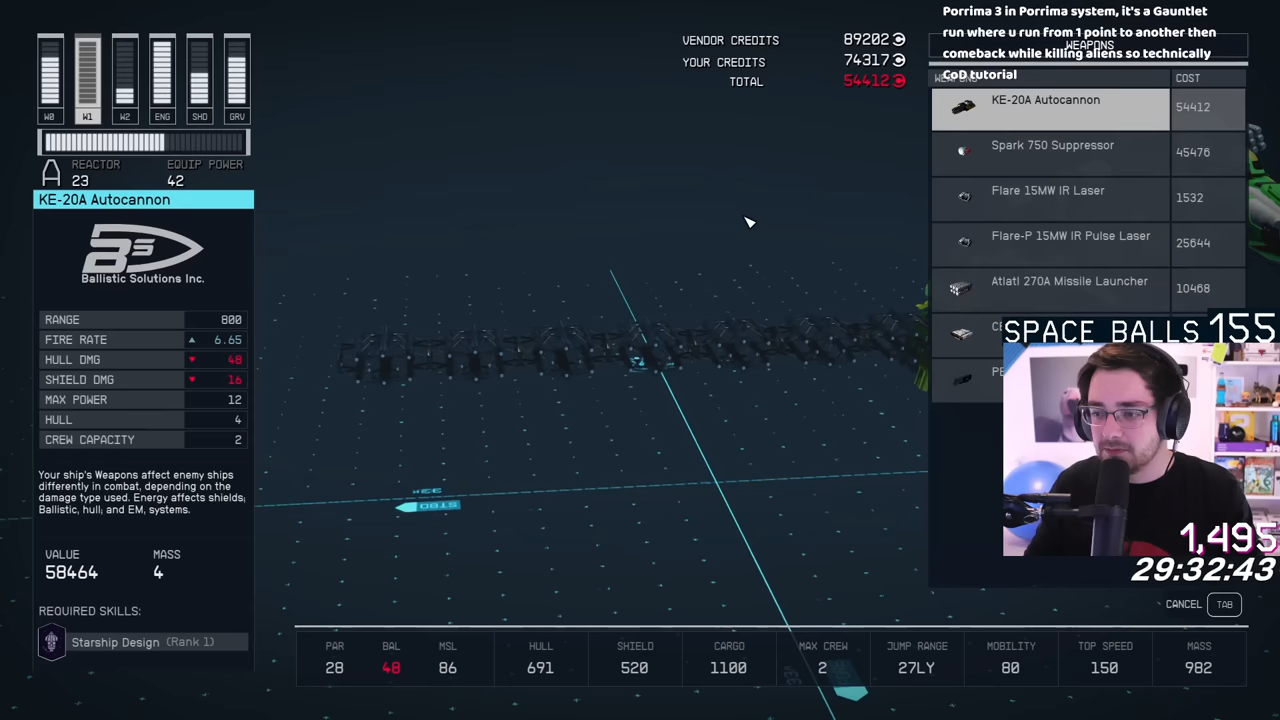 Porrima 3 in Porrima system, it's a Gauntlet
run where u run from 1 point to another then
comeback while killing aliens so technically
CoD tutorial
VENDOR CREDITS 89202
YOUR CREDITS 74317
TOTAL 54412
WEAPONS
COST
KE-20A Autocannon 54412
Spark 750 Suppressor 45476
Flare 15MW IR Laser 1532
Flare-P 15MW IR Pulse Laser 25644
Atlatl 270A Missile Launcher 10468
SPACE BALLS 155
1,495
29:32:43
CANCEL TAB
W0 W1 W2 ENG SHD GRV
REACTOR EQUIP POWER
A 23 42
KE-20A Autocannon
BS
Ballistic Solutions Inc.
RANGE 800
FIRE RATE 6.65
HULL DMG 48
SHIELD DMG 16
MAX POWER 12
HULL 4
CREW CAPACITY 2
Your ship's Weapons affect enemy ships
differently in combat, depending on the
damage type used. Energy affects shields;
Ballistic, hull; and EM, systems.
VALUE MASS
58464 4
REQUIRED SKILLS:
Starship Design (Rank 1)
PAR BAL MSL HULL SHIELD CARGO MAX CREW JUMP RANGE MOBILITY TOP SPEED MASS
28 48 86 691 520 1100 2 27LY 80 150 982